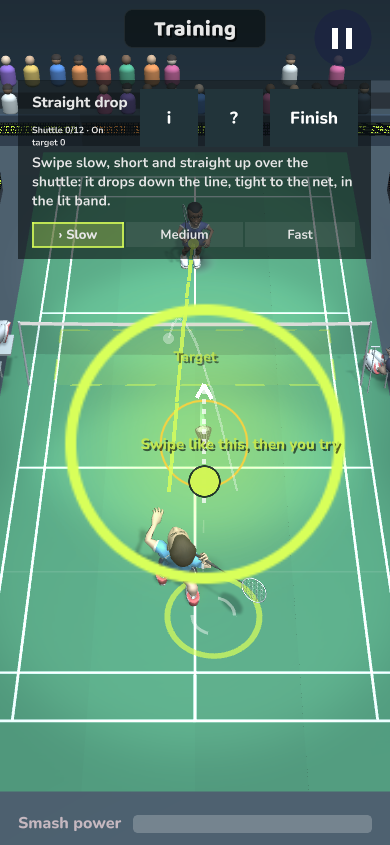 Training
Straight drop
i
?
Finish
Shuttle 0/12 · On
target 0
Swipe slow, short and straight up over the
shuttle: it drops down the line, tight to the net, in
the lit band.
› Slow
Medium
Fast
Target
Swipe like this, then you try
Smash power